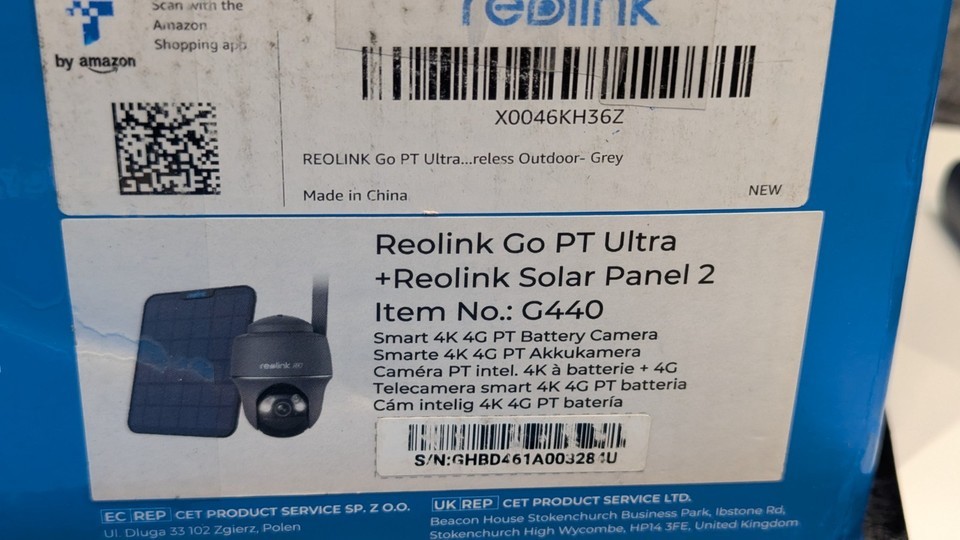 Scan with the
Amazon
Shopping app
by amazon
reolink
X0046KH36Z
REOLINK Go PT Ultra...reless Outdoor- Grey
Made in China
NEW
Reolink Go PT Ultra
+Reolink Solar Panel 2
Item No.: G440
Smart 4K 4G PT Battery Camera
Smarte 4K 4G PT Akkukamera
Caméra PT intel. 4K à batterie + 4G
Telecamera smart 4K 4G PT batteria
Cám intelig 4K 4G PT batería
reolink
EC REP CET PRODUCT SERVICE SP. Z O.O.
Ul. Dluga 33 102 Zgierz, Polen
UK REP CET PRODUCT SERVICE LTD.
Beacon House Stokenchurch Business Park, Ibstone Rd,
Stokenchurch High Wycombe, HP14 3FE, United Kingdom